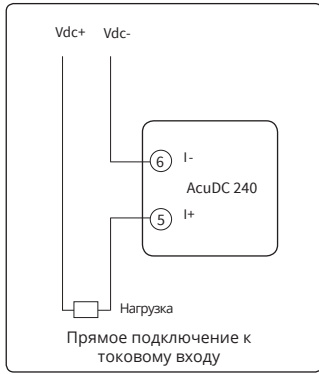 Vdc+ Vdc-
6 I-
AcuDC 240
5 I+
Нагрузка
Прямое подключение к
токовому входу